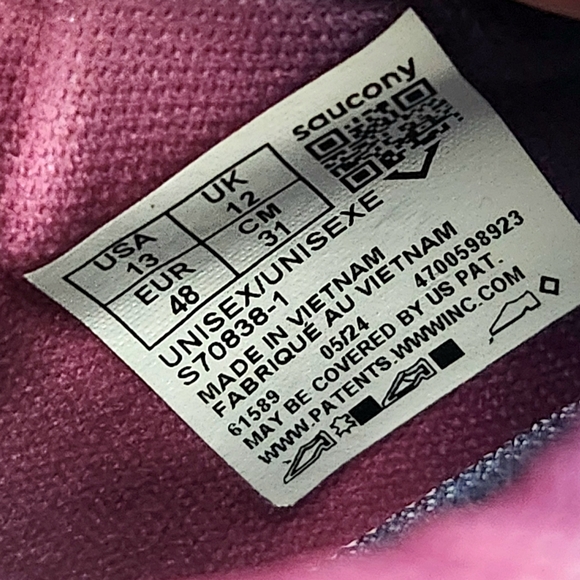 saucony
USA 13 UK 12
EUR 48 CM 31
UNISEX/UNISEXE
S70838-1
MADE IN VIETNAM
FABRIQUÉ AU VIETNAM
61589 05/24 4700598923
MAY BE COVERED BY US PAT.
WWW.PATENTS.WWWINC.COM